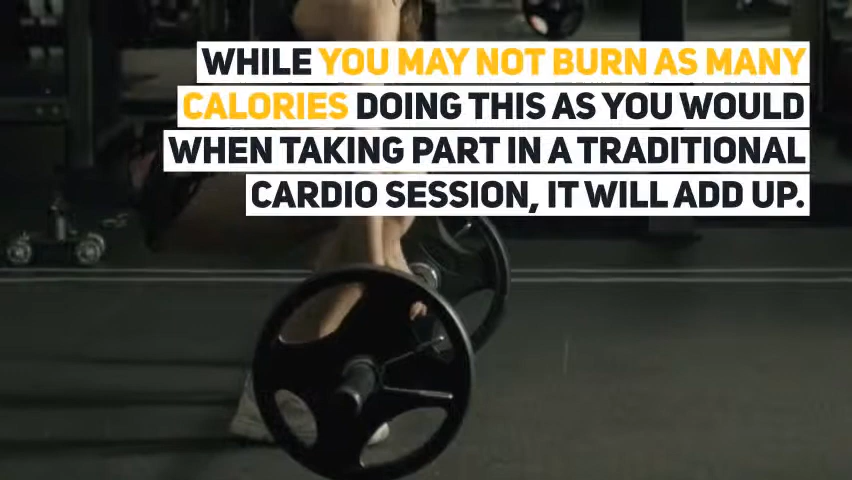 WHILE YOU MAY NOT BURN AS MANY
CALORIES DOING THIS AS YOU WOULD
WHEN TAKING PART IN A TRADITIONAL
CARDIO SESSION, IT WILL ADD UP.